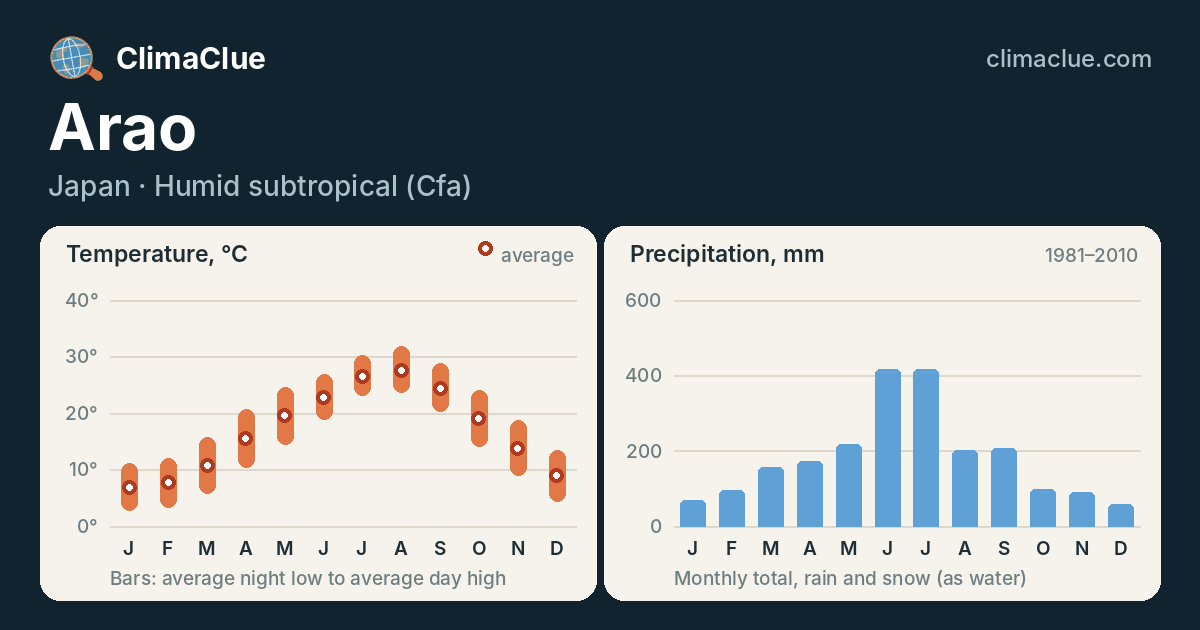 ClimaClue
climaclue.com
Arao
Japan · Humid subtropical (Cfa)
Temperature, °C
average
40°
30°
20°
10°
0°
J F M A M J J A S O N D
Bars: average night low to average day high
Precipitation, mm
1981–2010
600
400
200
0
J F M A M J J A S O N D
Monthly total, rain and snow (as water)